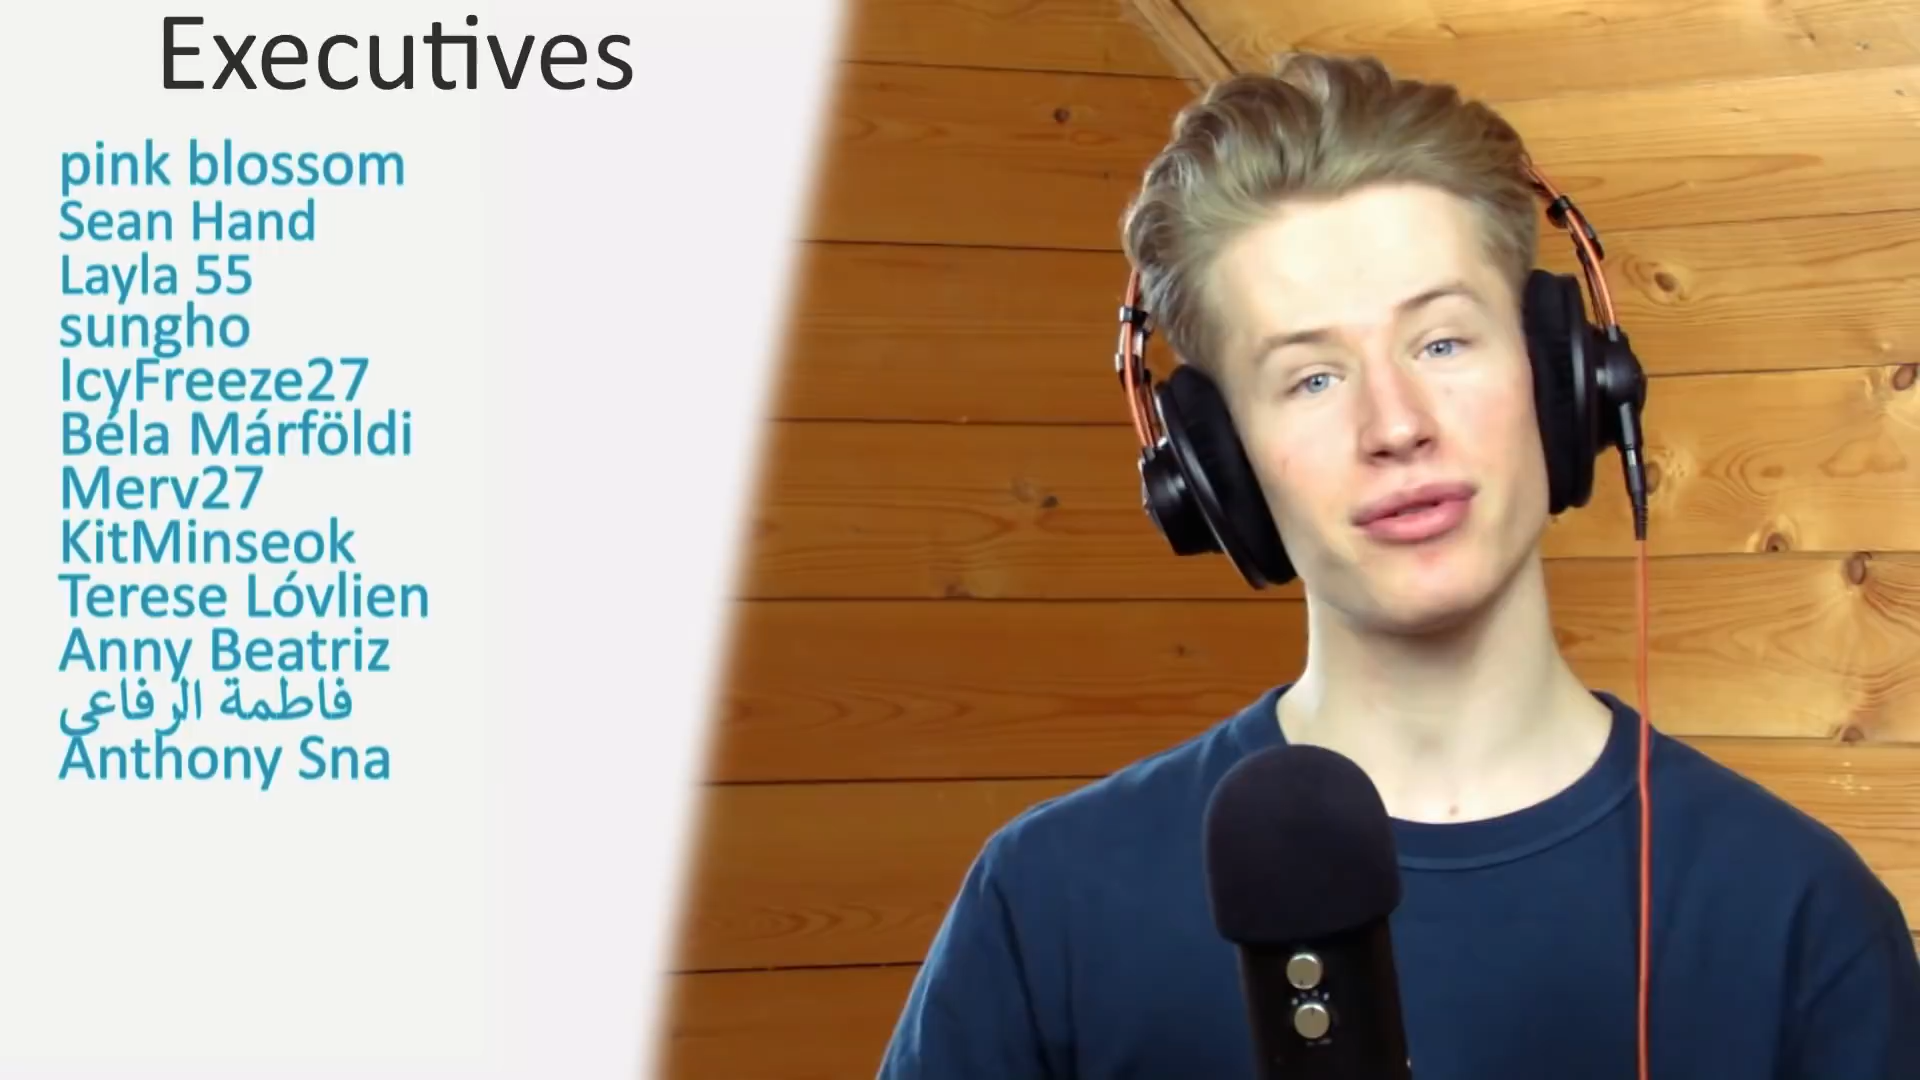 Executives
pink blossom
Sean Hand
Layla 55
sungho
IcyFreeze27
Béla Márföldi
Merv27
KitMinseok
Terese Lóvlien
Anny Beatriz
فاطمة الرفاعي
Anthony Sna